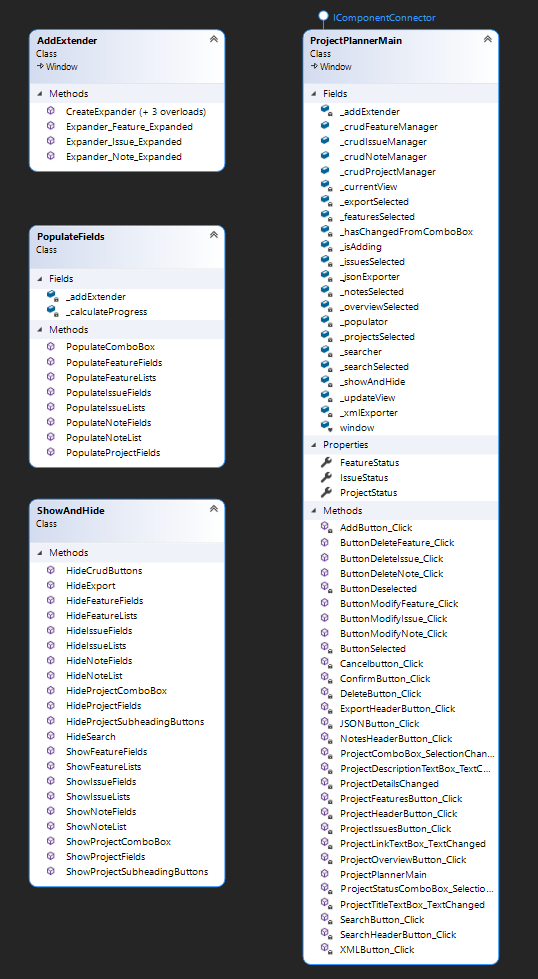 AddExtender
Class
Window
Methods
CreateExpander (+ 3 overloads)
Expander_Feature_Expanded
Expander_Issue_Expanded
Expander_Note_Expanded
PopulateFields
Class
Fields
_addExtender
_calculateProgress
Methods
PopulateComboBox
PopulateFeatureFields
PopulateFeatureLists
PopulateIssueFields
PopulateIssueLists
PopulateNoteFields
PopulateNoteList
PopulateProjectFields
ShowAndHide
Class
Methods
HideCrudButtons
HideExport
HideFeatureFields
HideFeatureLists
HideIssueFields
HideIssueLists
HideNoteFields
HideNoteList
HideProjectComboBox
HideProjectFields
HideProjectSubheadingButtons
HideSearch
ShowFeatureFields
ShowFeatureLists
ShowIssueFields
ShowIssueLists
ShowNoteFields
ShowNoteList
ShowProjectComboBox
ShowProjectFields
ShowProjectSubheadingButtons
IComponentConnector
ProjectPlannerMain
Class
Window
Fields
_addExtender
_crudFeatureManager
_crudIssueManager
_crudNoteManager
_crudProjectManager
_currentView
_exportSelected
_featuresSelected
_hasChangedFromComboBox
_isAdding
_issuesSelected
_jsonExporter
_notesSelected
_overviewSelected
_populator
_projectsSelected
_searcher
_searchSelected
_showAndHide
_updateView
_xmlExporter
window
Properties
FeatureStatus
IssueStatus
ProjectStatus
Methods
AddButton_Click
ButtonDeleteFeature_Click
ButtonDeleteIssue_Click
ButtonDeleteNote_Click
ButtonDeselected
ButtonModifyFeature_Click
ButtonModifyIssue_Click
ButtonModifyNote_Click
ButtonSelected
Cancelbutton_Click
ConfirmButton_Click
DeleteButton_Click
ExportHeaderButton_Click
JSONButton_Click
NotesHeaderButton_Click
ProjectComboBox_SelectionChan...
ProjectDescriptionTextBox_TextC...
ProjectDetailsChanged
ProjectFeaturesButton_Click
ProjectHeaderButton_Click
ProjectIssuesButton_Click
ProjectLinkTextBox_TextChanged
ProjectOverviewButton_Click
ProjectPlannerMain
ProjectStatusComboBox_Selectio...
ProjectTitleTextBox_TextChanged
SearchButton_Click
SearchHeaderButton_Click
XMLButton_Click